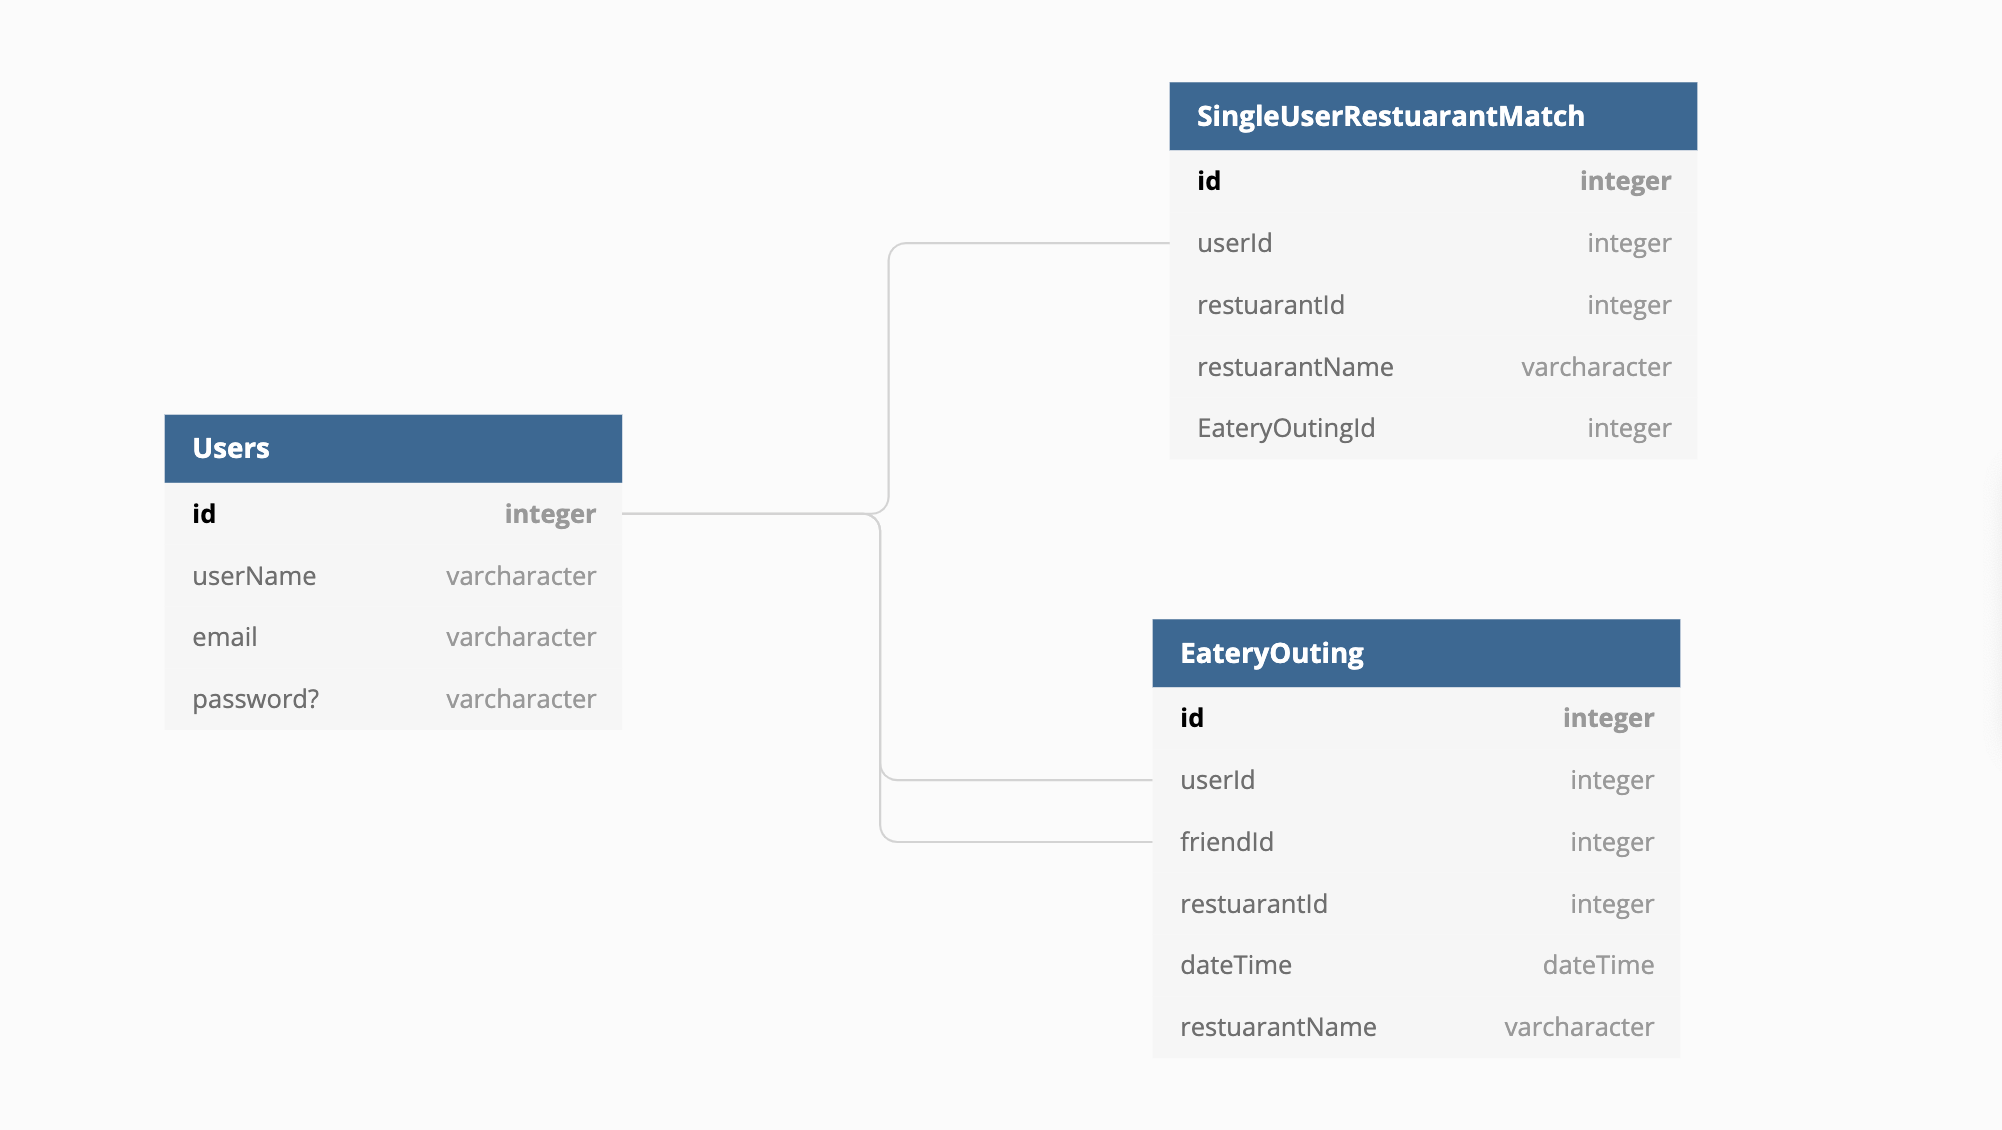 Users
id integer
userName varcharacter
email varcharacter
password? varcharacter
SingleUserRestuarantMatch
id integer
userId integer
restuarantId integer
restuarantName varcharacter
EateryOutingId integer
EateryOuting
id integer
userId integer
friendId integer
restuarantId integer
dateTime dateTime
restuarantName varcharacter